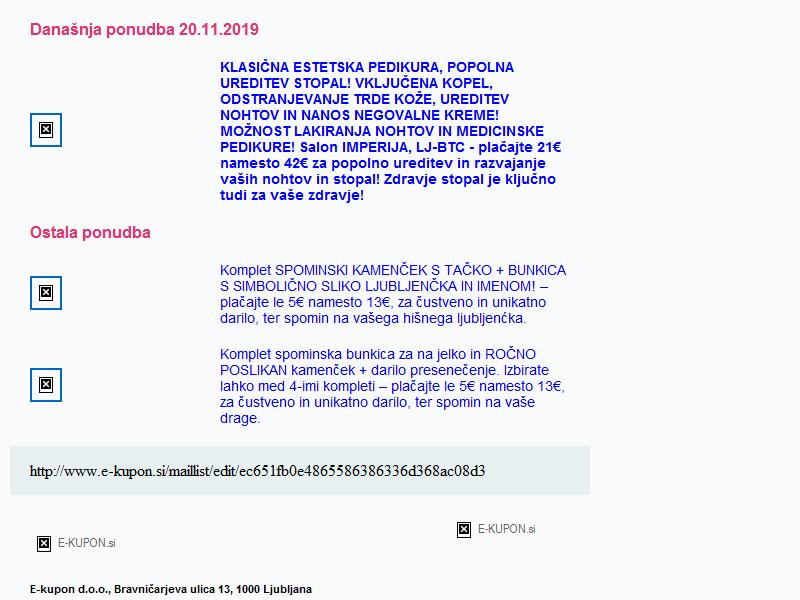 Današnja ponudba 20.11.2019
KLASIČNA ESTETSKA PEDIKURA, POPOLNA
UREDITEV STOPAL! VKLJUČENA KOPEL,
ODSTRANJEVANJE TRDE KOŽE, UREDITEV
NOHTOV IN NANOS NEGOVALNE KREME!
MOŽNOST LAKIRANJA NOHTOV IN MEDICINSKE
PEDIKURE! Salon IMPERIJA, LJ-BTC - plačajte 21€
namesto 42€ za popolno ureditev in razvajanje
vaših nohtov in stopal! Zdravje stopal je ključno
tudi za vaše zdravje!
Ostala ponudba
Komplet SPOMINSKI KAMENČEK S TAČKO + BUNKICA
S SIMBOLIČNO SLIKO LJUBLJENČKA IN IMENOM! –
plačajte le 5€ namesto 13€, za čustveno in unikatno
darilo, ter spomin na vašega hišnega ljubljenćka.
Komplet spominska bunkica za na jelko in ROČNO
POSLIKAN kamenček + darilo presenečenje. Izbirate
lahko med 4-imi kompleti – plačajte le 5€ namesto 13€,
za čustveno in unikatno darilo, ter spomin na vaše
drage.
http://www.e-kupon.si/maillist/edit/ec651fb0e4865586386336d368ac08d3
E-KUPON.si
E-KUPON.si
E-kupon d.o.o., Bravničarjeva ulica 13, 1000 Ljubljana